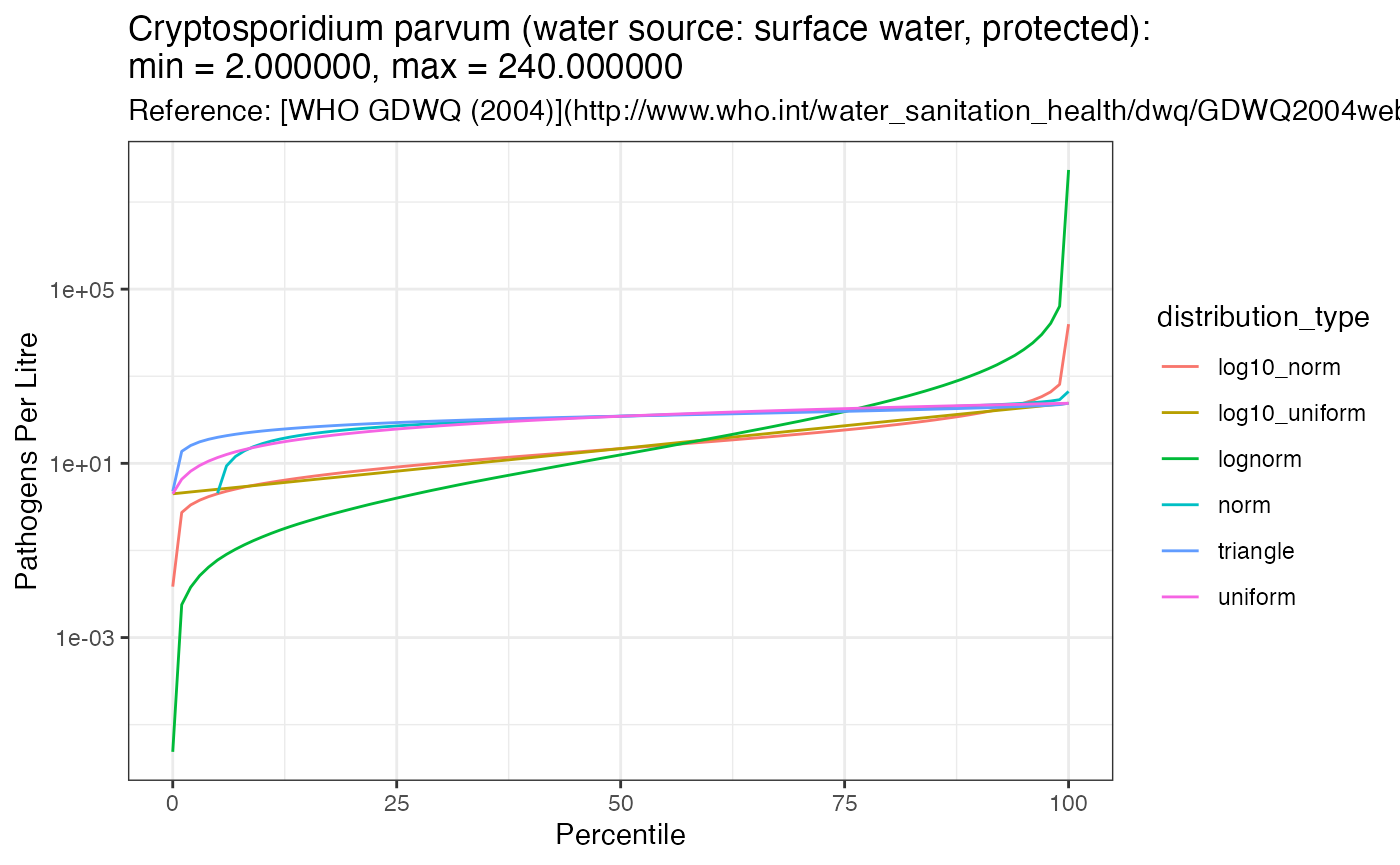 Cryptosporidium parvum (water source: surface water, protected):
min = 2.000000, max = 240.000000
Reference: [WHO GDWQ (2004)](http://www.who.int/water_sanitation_health/dwq/GDWQ2004web
Pathogens Per Litre
1e+05
1e+01
1e-03
0
25
50
75
100
Percentile
distribution_type
log10_norm
log10_uniform
lognorm
norm
triangle
uniform